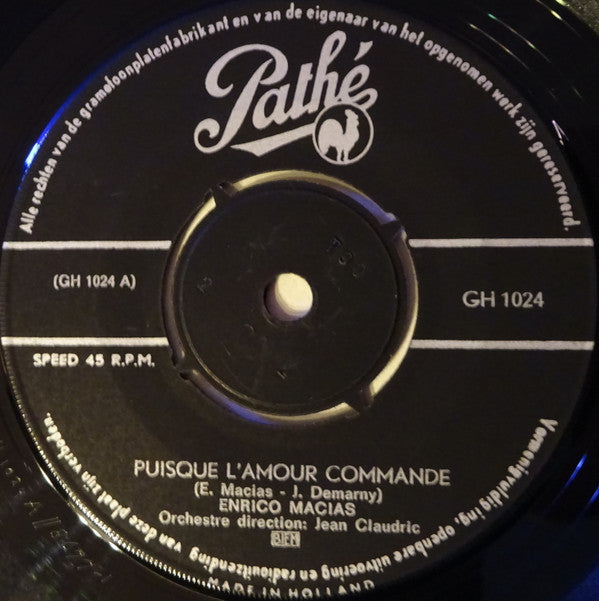 Alle rechten van de grameloonplatenfabrikant en van de eigenaar van het opgenomen werk zijn gereserveerd.
Pathé
(GH 1024 A)
GH 1024
SPEED 45 R.P.M.
PUISQUE L'AMOUR COMMANDE
(E. Macias - J. Demarny)
ENRICO MACIAS
Orchestre direction: Jean Claudric
BIEM
Vermenigvuldiging, openbare uitvoering en radiouitzending van deze plaat zijn verboden.
MADE IN HOLLAND